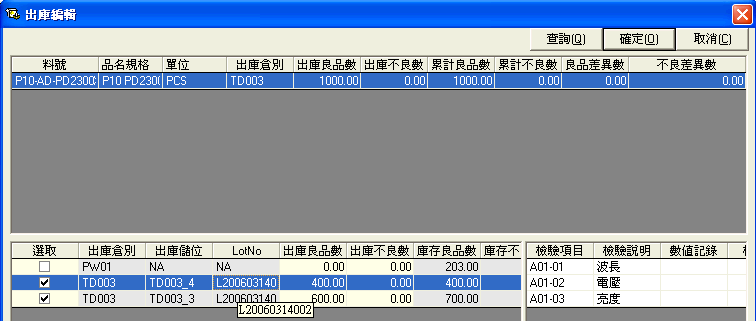 出庫編輯
查詢(Q) 確定(O) 取消(C)
料號 品名規格 單位 出庫倉別 出庫良品數 出庫不良數 累計良品數 累計不良數 良品差異數 不良差異數
P10-AD-PD2300 P10 PD2300 PCS TD003 1000.00 0.00 1000.00 0.00 0.00 0.00
選取 出庫倉別 出庫儲位 LotNo 出庫良品數 出庫不良數 庫存良品數 庫存不 檢驗項目 檢驗說明 數值記錄
PW01 NA NA 0.00 0.00 203.00 A01-01 波長
TD003 TD003_4 L200603140 400.00 0.00 400.00 A01-02 電壓
TD003 TD003_3 L200603140 600.00 0.00 700.00 A01-03 亮度
L20060314002